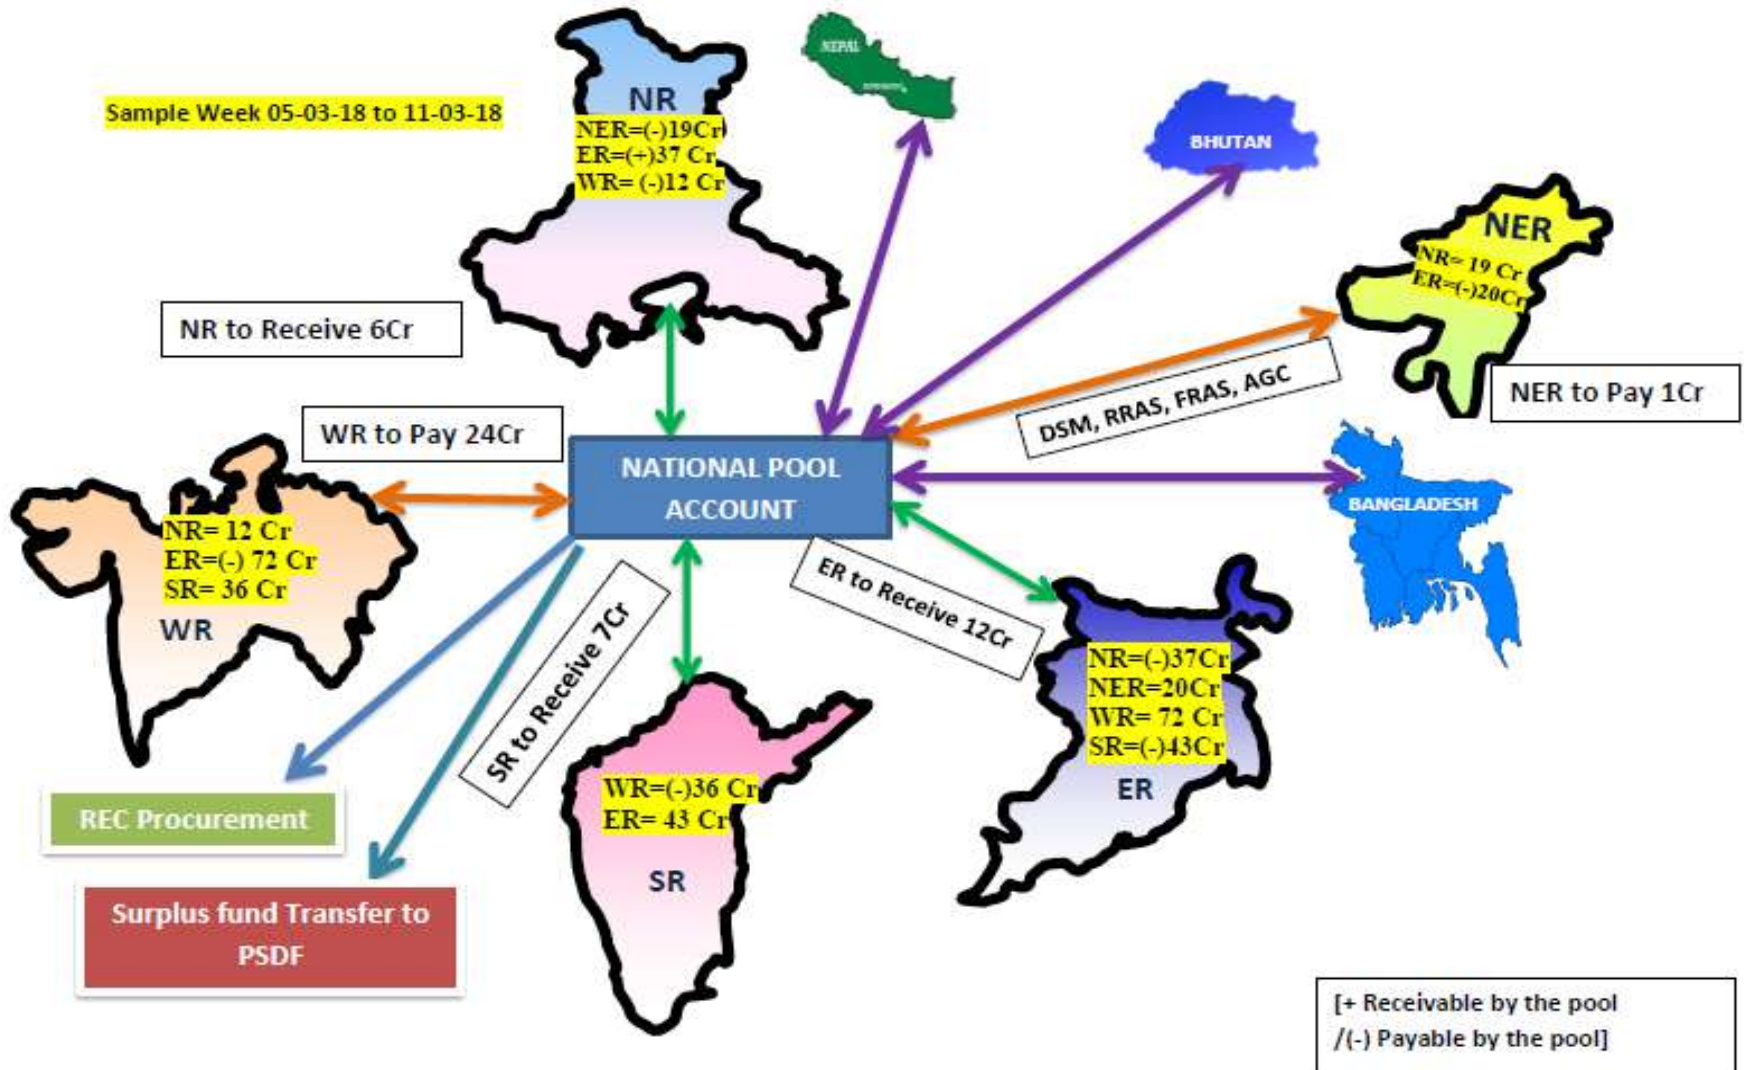 Sample Week 05-03-18 to 11-03-18
NR
NER=(-)19Cr
ER=(+)37 Cr
WR= (-)12 Cr
NEPAL
BHUTAN
NER
NR= 19 Cr
ER=(-)20Cr
NR to Receive 6Cr
NER to Pay 1Cr
DSM, RRAS, FRAS, AGC
WR to Pay 24Cr
NATIONAL POOL
ACCOUNT
BANGLADESH
NR= 12 Cr
ER=(-) 72 Cr
SR= 36 Cr
WR
SR to Receive 7Cr
ER to Receive 12Cr
NR=(-)37Cr
NER=20Cr
WR= 72 Cr
SR=(-)43Cr
ER
WR=(-)36 Cr
ER= 43 Cr
SR
REC Procurement
Surplus fund Transfer to
PSDF
[+ Receivable by the pool
/(-) Payable by the pool]